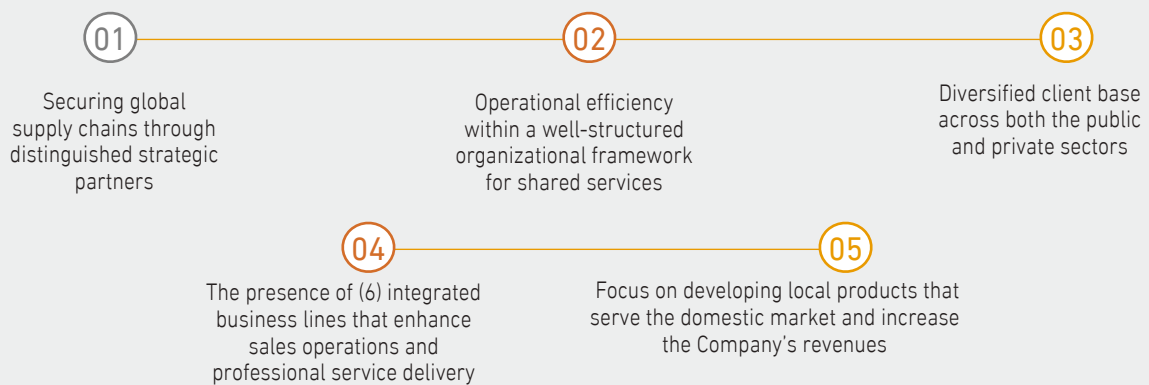 01
Securing global
supply chains through
distinguished strategic
partners
02
Operational efficiency
within a well-structured
organizational framework
for shared services
03
Diversified client base
across both the public
and private sectors
04
The presence of (6) integrated
business lines that enhance
sales operations and
professional service delivery
05
Focus on developing local products that
serve the domestic market and increase
the Company's revenues